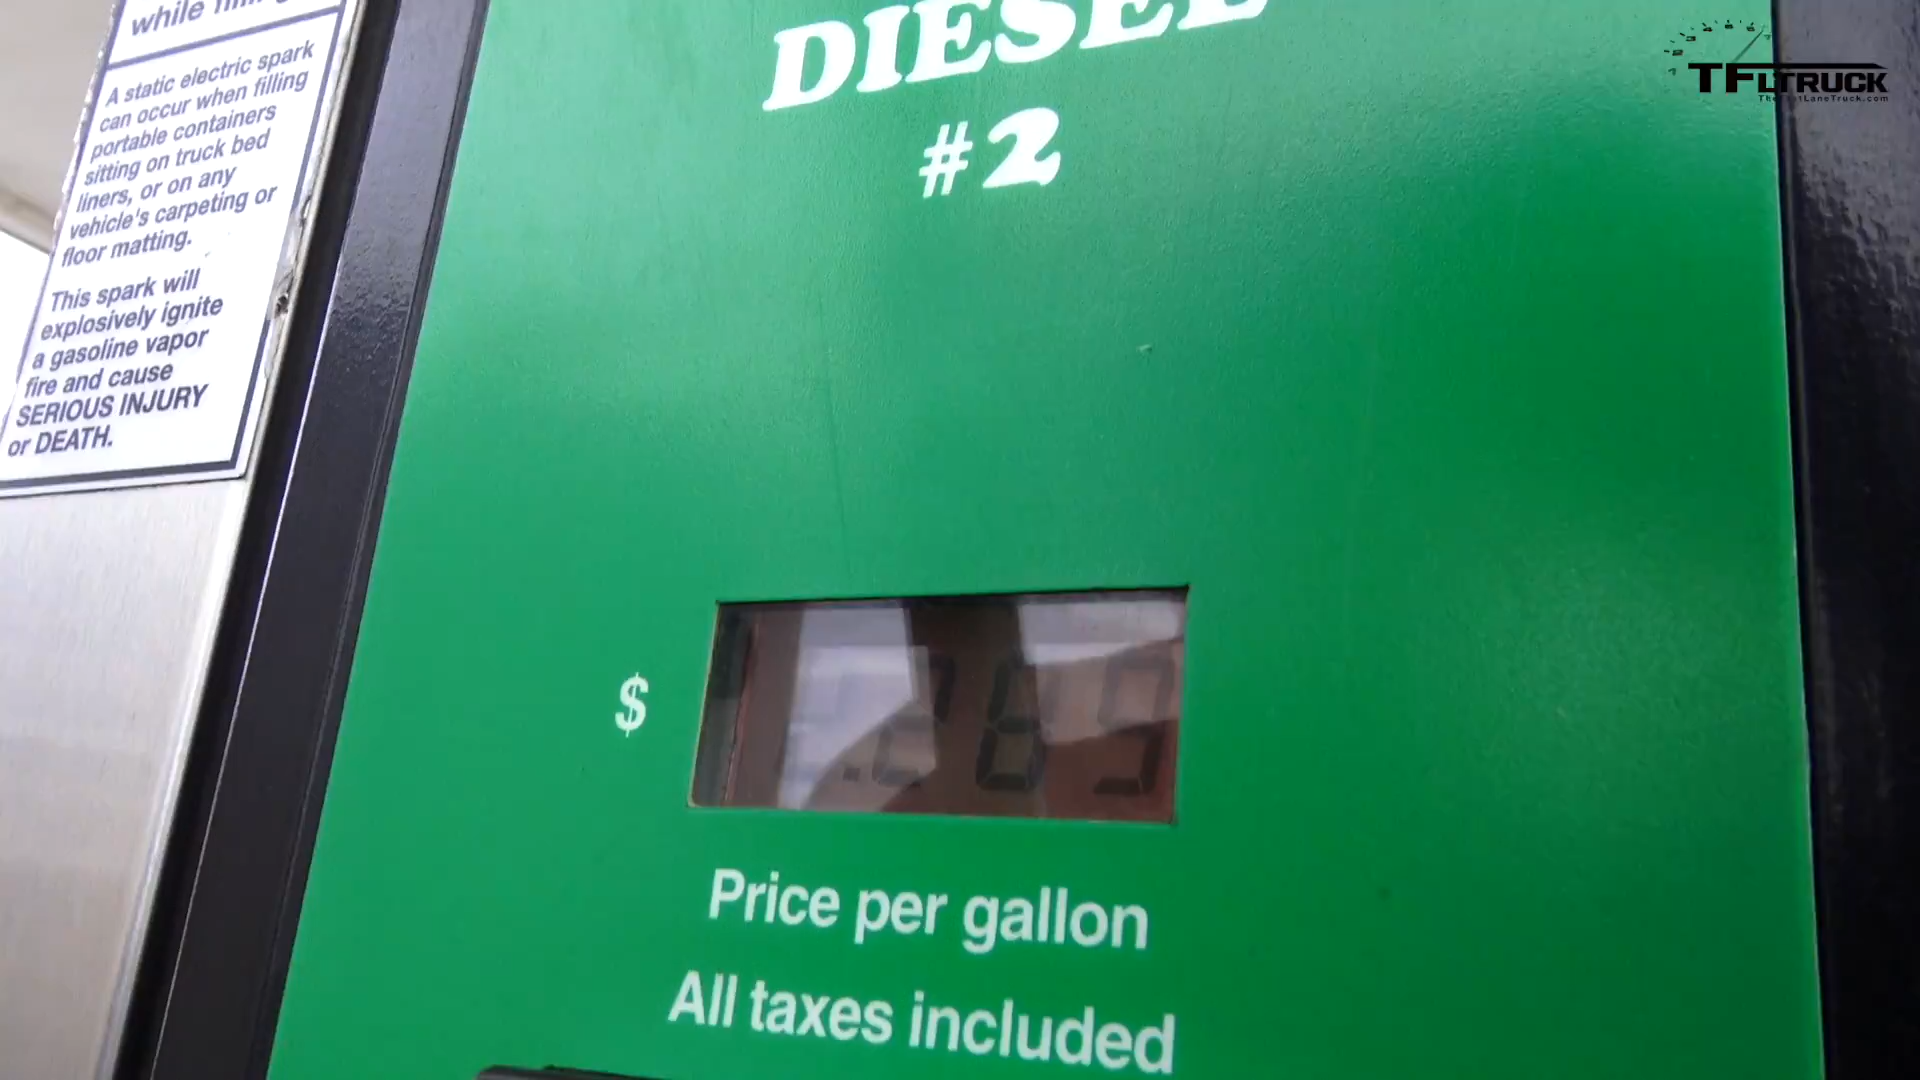 while
A static electric spark
can occur when filling
portable containers
sitting on truck bed
liners, or on any
vehicle's carpeting or
floor matting.
This spark will
explosively ignite
a gasoline vapor
fire and cause
SERIOUS INJURY
or DEATH.
DIESEL
#2
$
.289
Price per gallon
All taxes included
TFLTRUCK